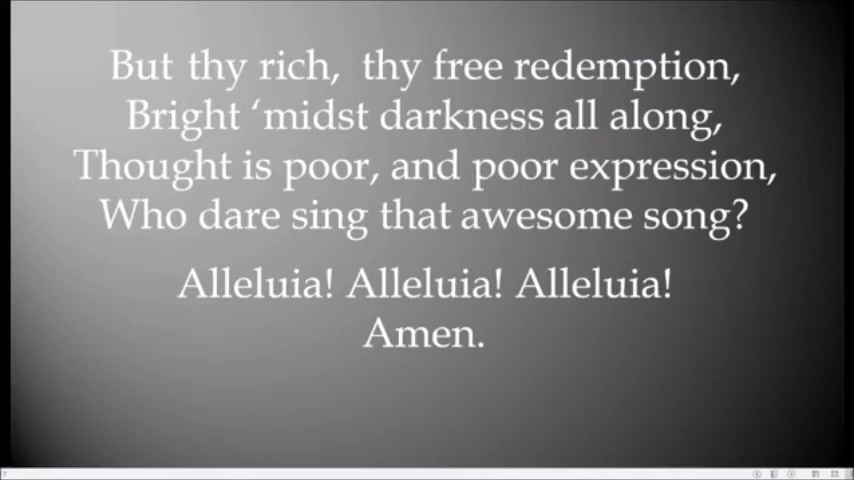 But thy rich, thy free redemption,
Bright ‘midst darkness all along,
Thought is poor, and poor expression,
Who dare sing that awesome song?
Alleluia! Alleluia! Alleluia!
Amen.